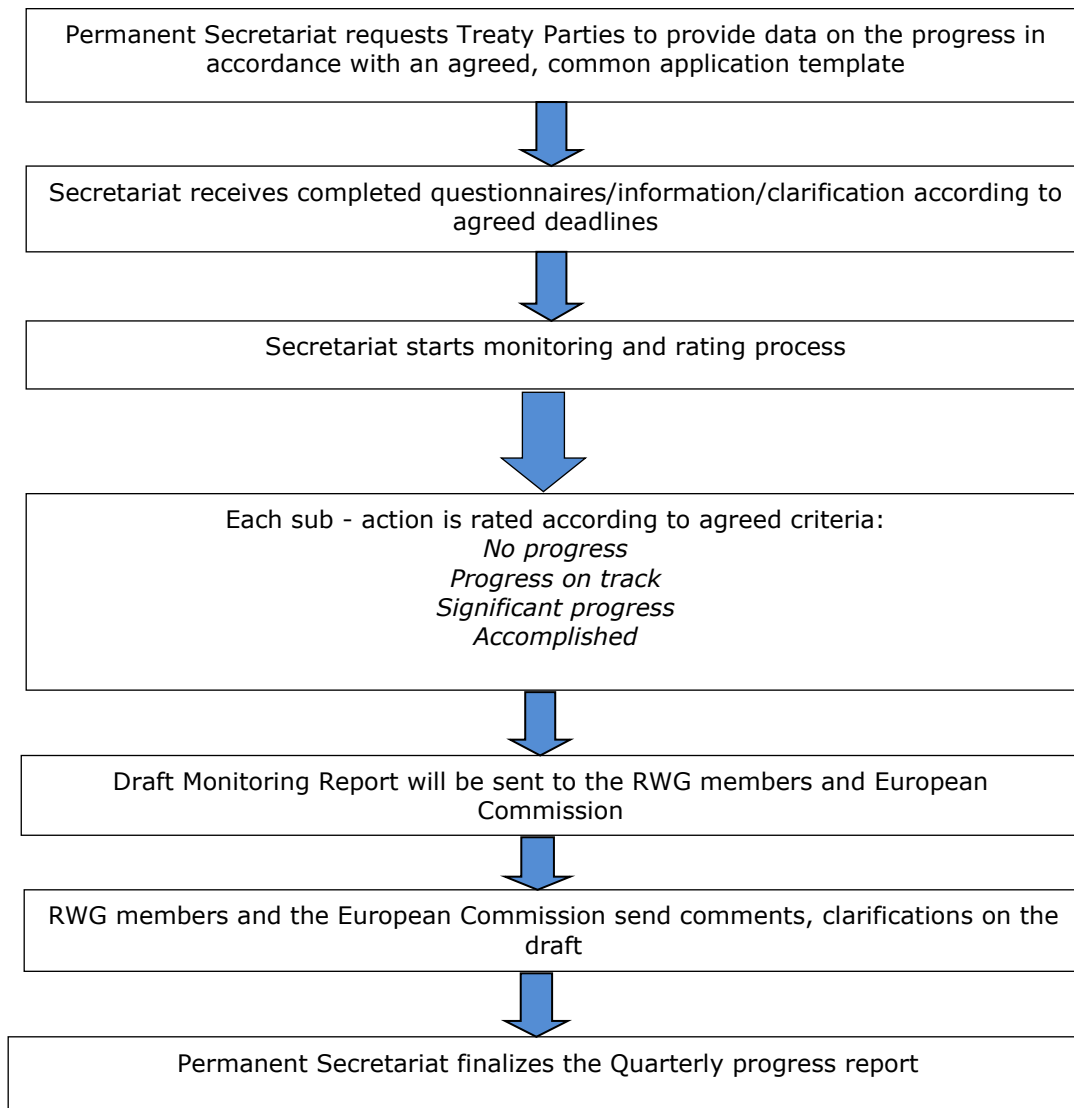 Permanent Secretariat requests Treaty Parties to provide data on the progress in
accordance with an agreed, common application template
Secretariat receives completed questionnaires/information/clarification according to
agreed deadlines
Secretariat starts monitoring and rating process
Each sub - action is rated according to agreed criteria:
No progress
Progress on track
Significant progress
Accomplished
Draft Monitoring Report will be sent to the RWG members and European
Commission
RWG members and the European Commission send comments, clarifications on the
draft
Permanent Secretariat finalizes the Quarterly progress report